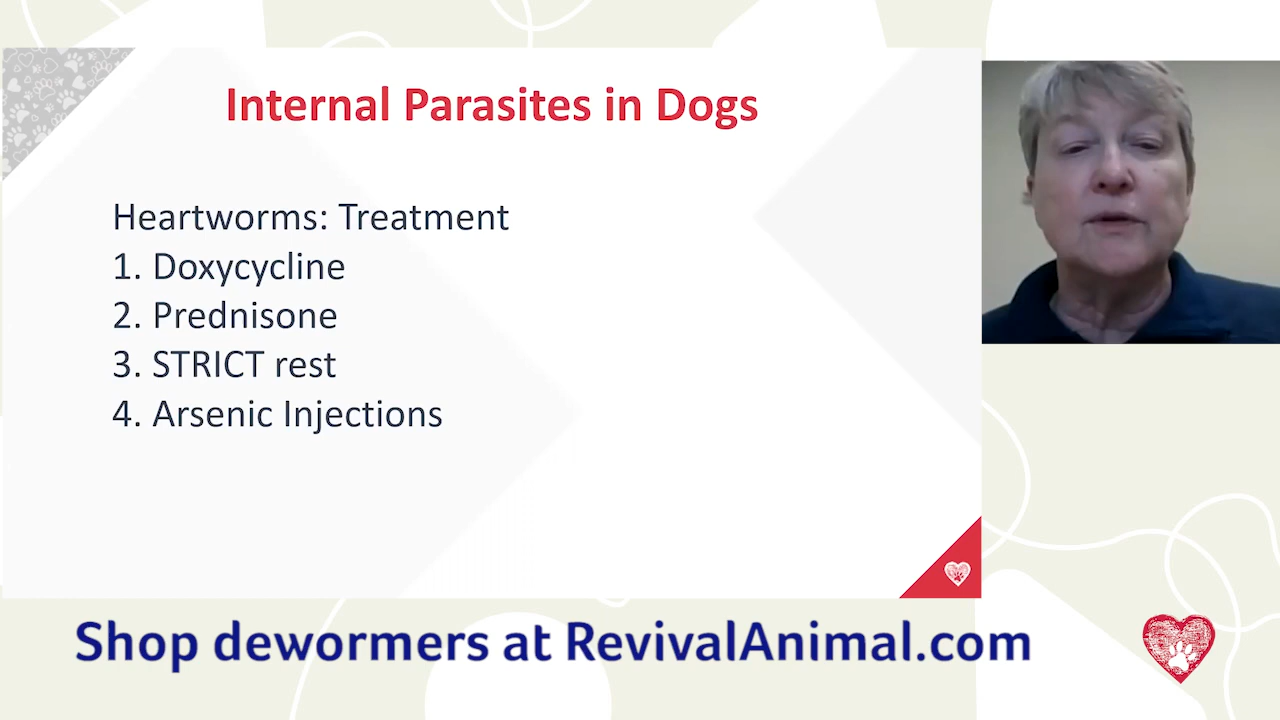 Internal Parasites in Dogs
Heartworms: Treatment
1. Doxycycline
2. Prednisone
3. STRICT rest
4. Arsenic Injections
Shop dewormers at RevivalAnimal.com